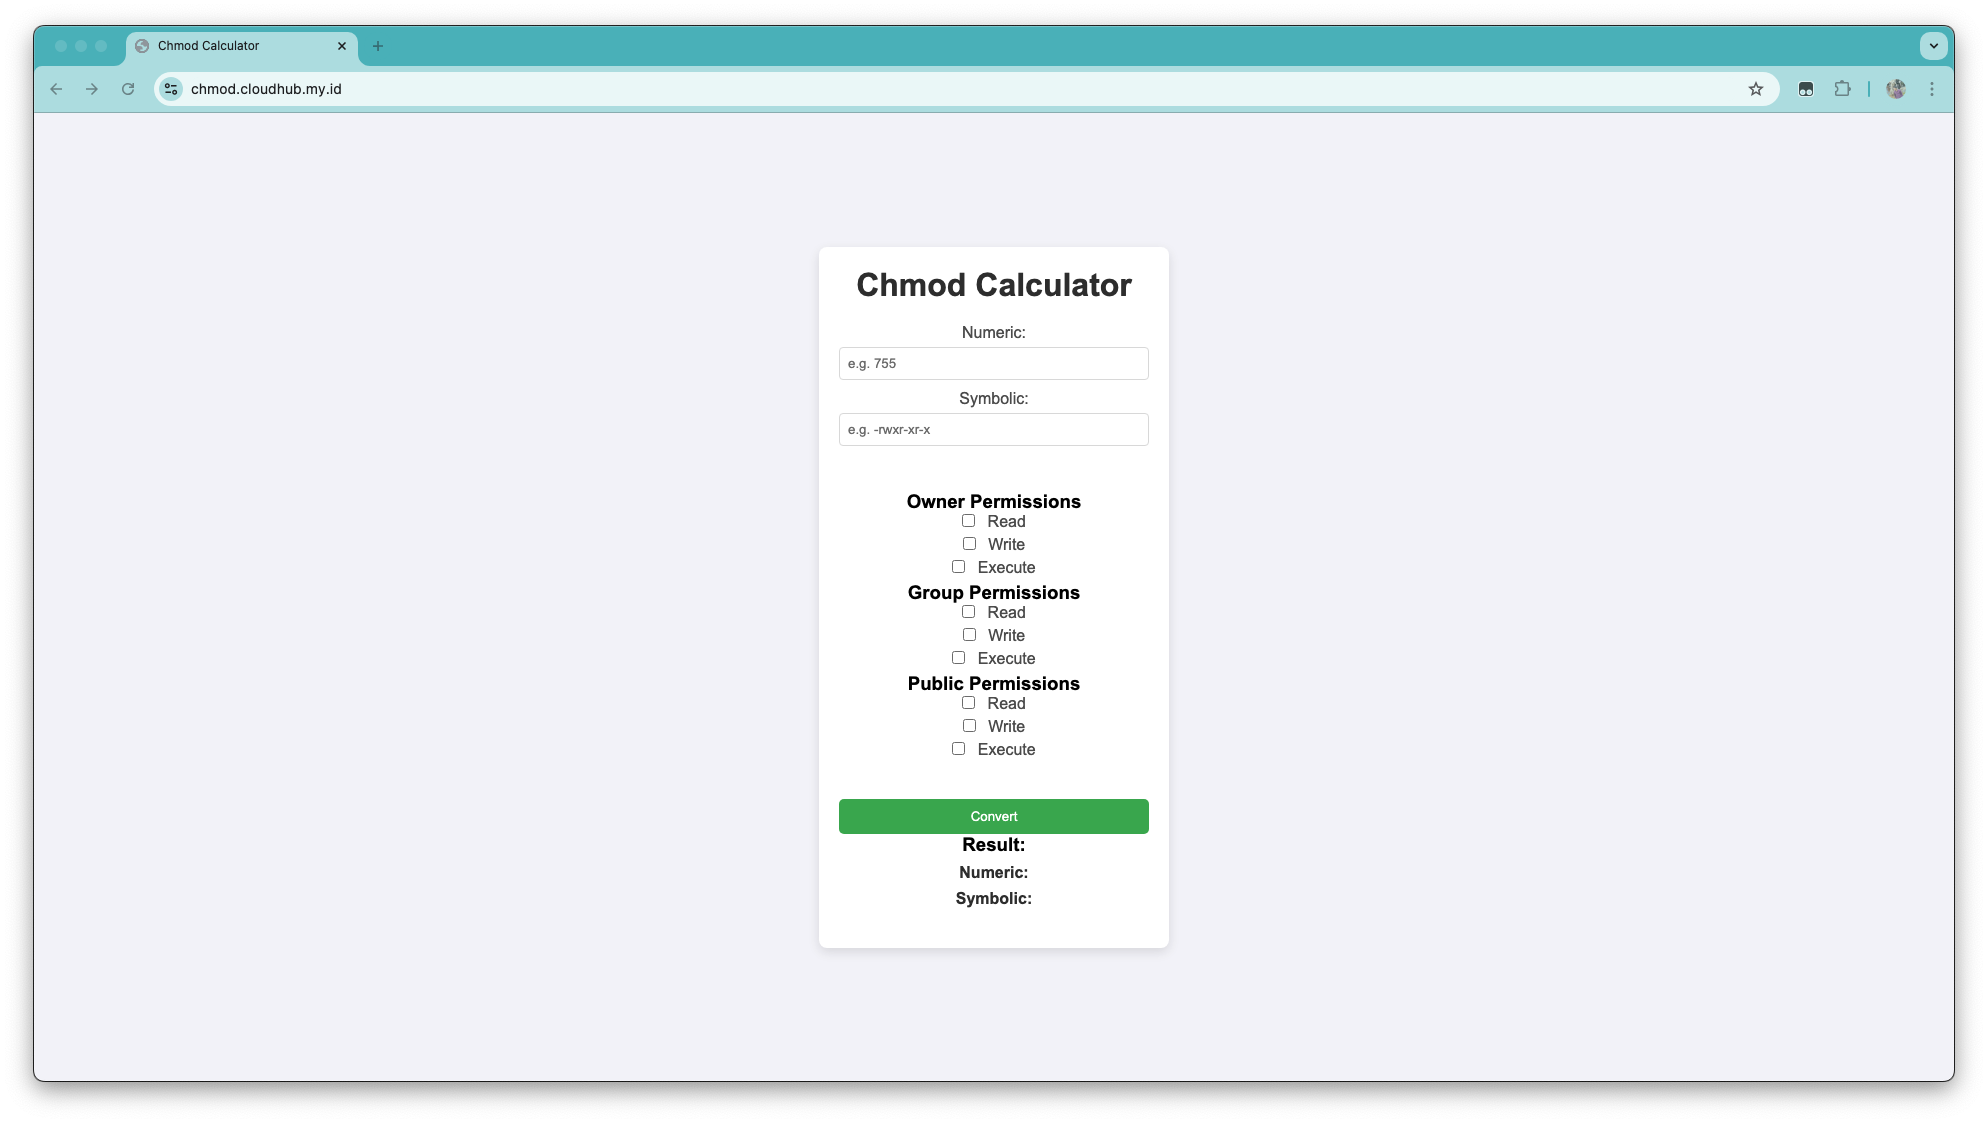 Chmod Calculator
chmod.cloudhub.my.id
Chmod Calculator
Numeric:
e.g. 755
Symbolic:
e.g. -rwxr-xr-x
Owner Permissions
Read
Write
Execute
Group Permissions
Read
Write
Execute
Public Permissions
Read
Write
Execute
Convert
Result:
Numeric:
Symbolic: